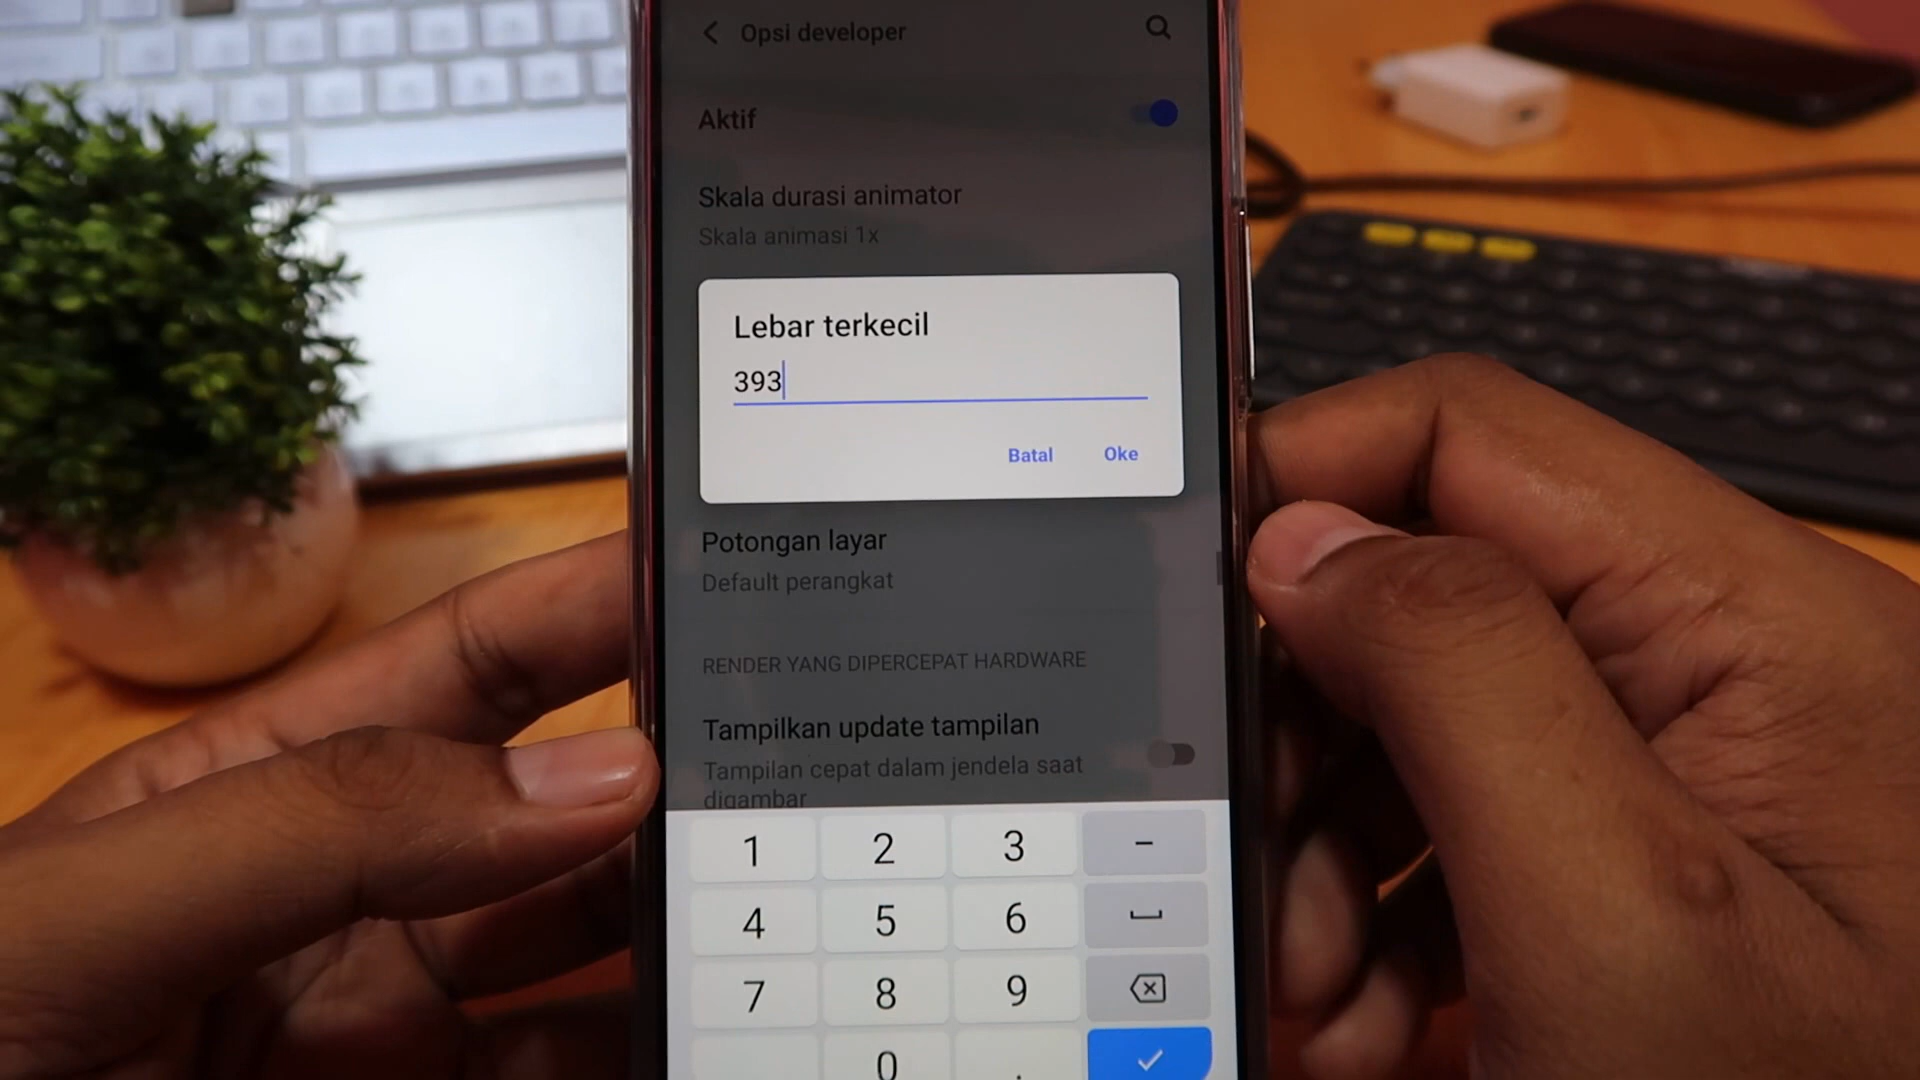 Opsi developer
Aktif
Skala durasi animator
Skala animasi 1x
Lebar terkecil
393
Batal Oke
Potongan layar
Default perangkat
RENDER YANG DIPERCEPAT HARDWARE
Tampilkan update tampilan
Tampilan cepat dalam jendela saat
digambar
1 2 3 -
4 5 6
7 8 9
0 .